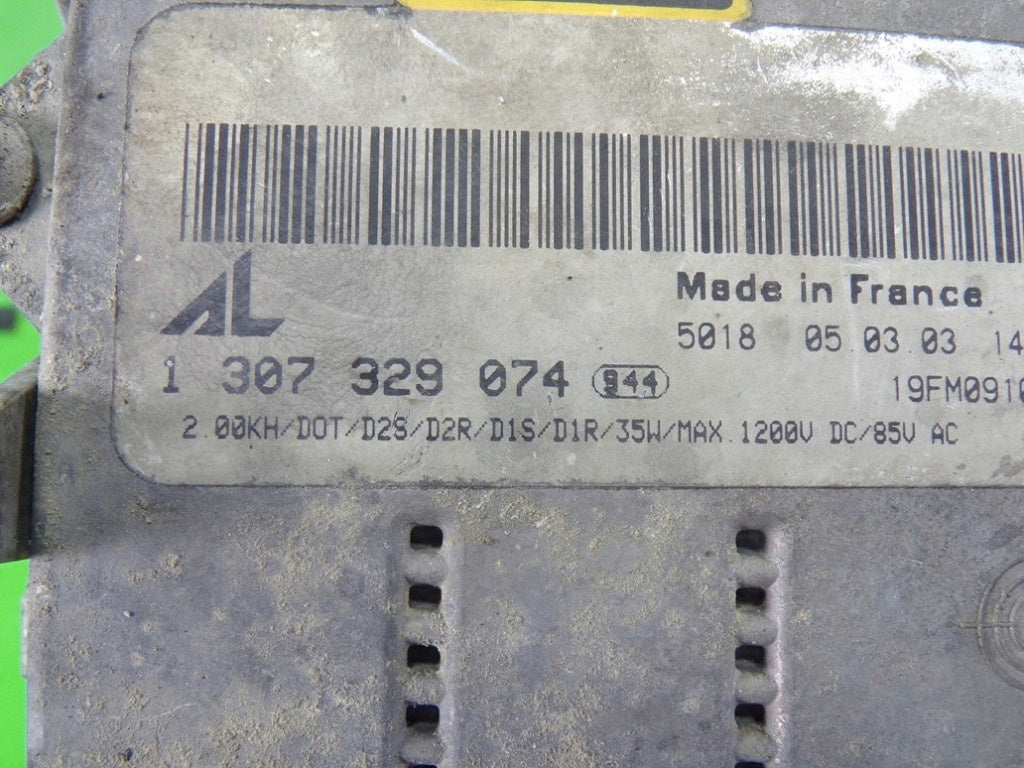 AL
Made in France
5018 05.03.03 14
1 307 329 074 944
19FM091
2.00KH/DOT/D2S/D2R/D1S/D1R/35W/MAX.1200V DC/85V AC